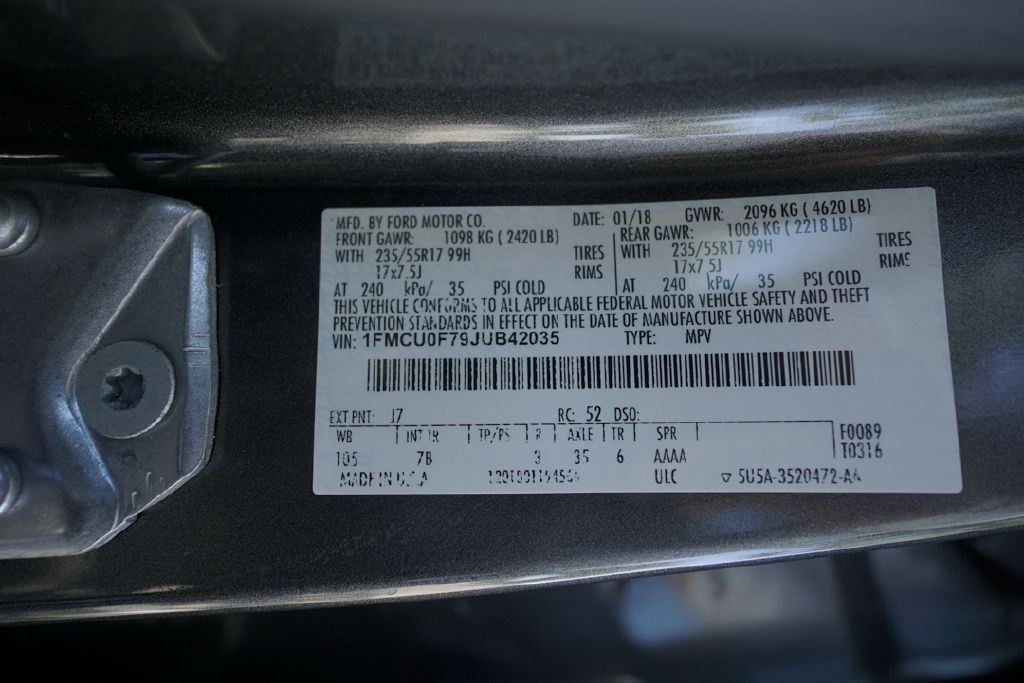 MFD. BY FORD MOTOR CO. DATE: 01/18 GVWR: 2096 KG ( 4620 LB)
FRONT GAWR: 1098 KG ( 2420 LB) REAR GAWR: 1006 KG ( 2218 LB)
WITH 235/55R17 99H TIRES WITH 235/55R17 99H TIRES
17x7.5J RIMS 17x7.5J RIMS
AT 240 kPa/ 35 PSI COLD AT 240 kPa/ 35 PSI COLD
THIS VEHICLE CONFORMS TO ALL APPLICABLE FEDERAL MOTOR VEHICLE SAFETY AND THEFT
PREVENTION STANDARDS IN EFFECT ON THE DATE OF MANUFACTURE SHOWN ABOVE.
VIN: 1FMCU0F79JUB42035 TYPE: MPV
EXT PNT: J7 RC: 52 DSO:
WB INT TR TP/PS R AXLE TR SPR F0089
105 7B 3 35 6 AAAA T0316
MADE IN U.S.A ULC 5U5A-3520472-AA